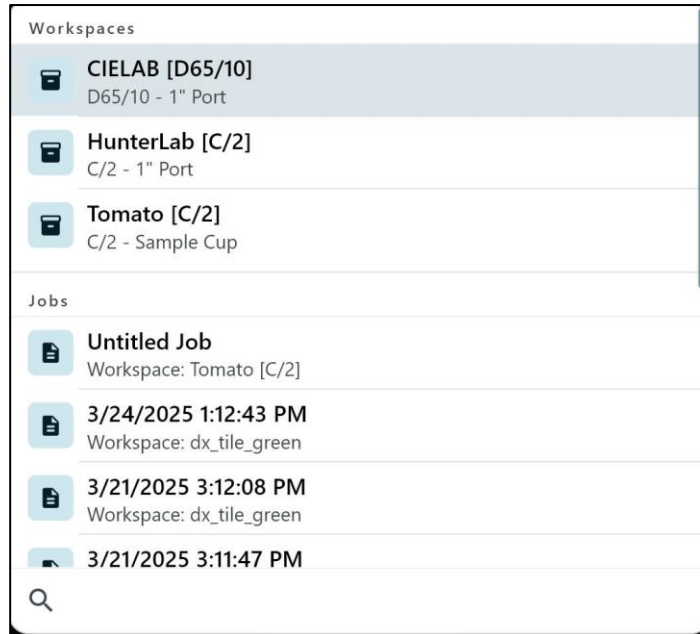 Workspaces
CIELAB [D65/10]
D65/10 - 1" Port
HunterLab [C/2]
C/2 - 1" Port
Tomato [C/2]
C/2 - Sample Cup
Jobs
Untitled Job
Workspace: Tomato [C/2]
3/24/2025 1:12:43 PM
Workspace: dx_tile_green
3/21/2025 3:12:08 PM
Workspace: dx_tile_green
3/21/2025 3:11:47 PM